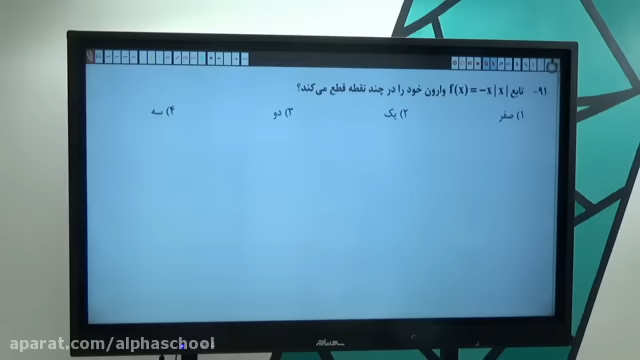 ۹۱- تابع f(x) = -x|x| وارون خود را در چند نقطه قطع می‌کند؟
۱) صفر ۲) یک ۳) دو ۴) سه
aparat.com/alphaschool